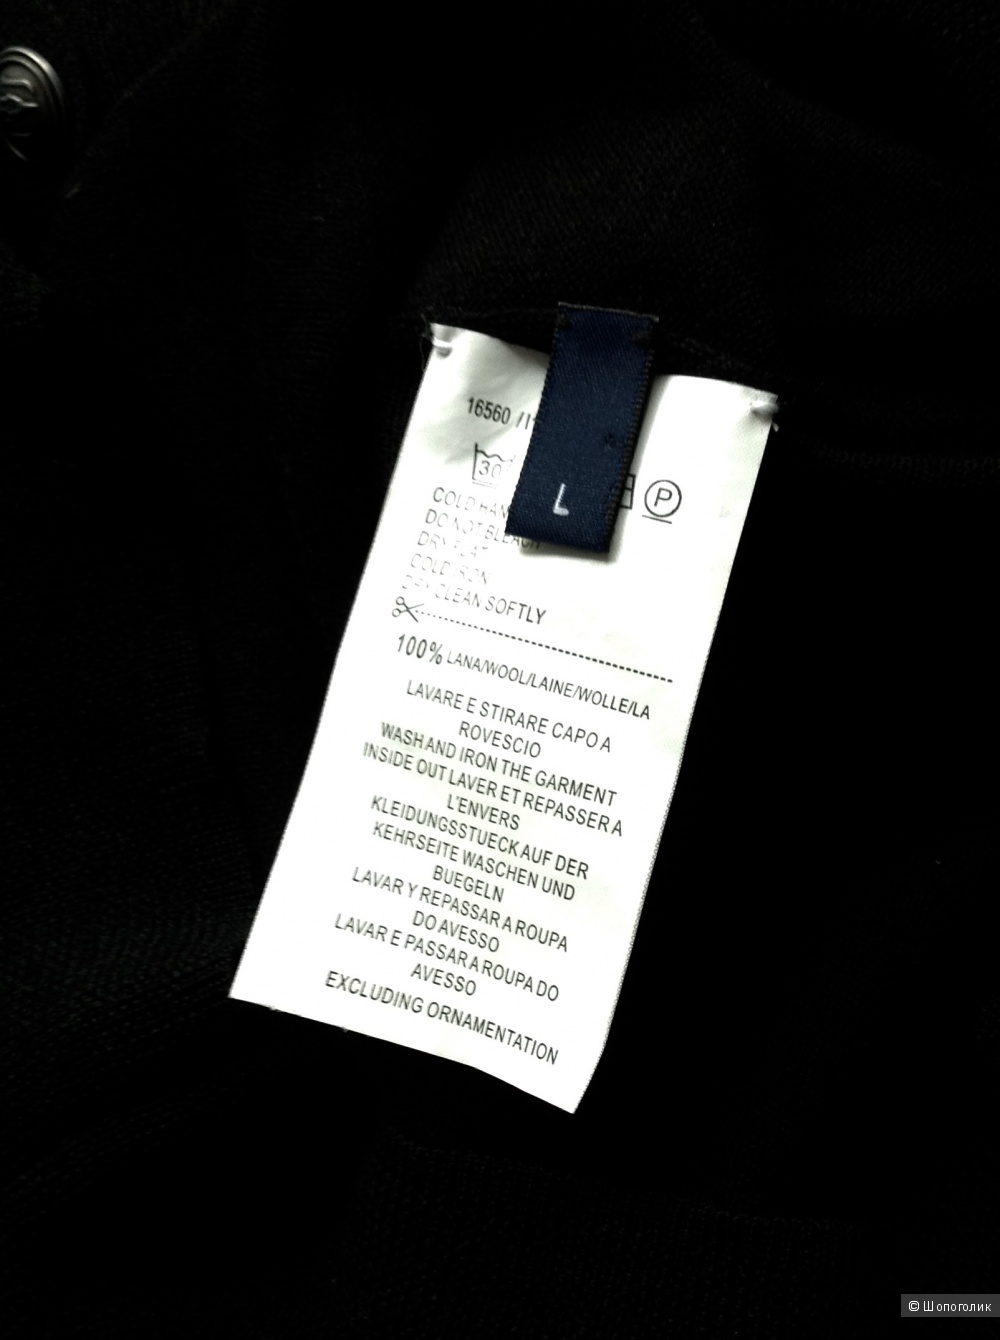 16560 /I
30
P
L
COLD HAN
DO NOT BLEACH
DRY FLAT
COLD IRON
DRY CLEAN SOFTLY
100% LANA/WOOL/LAINE/WOLLE/LA
LAVARE E STIRARE CAPO A
ROVESCIO
WASH AND IRON THE GARMENT
INSIDE OUT LAVER ET REPASSER A
L'ENVERS
KLEIDUNGSSTUECK AUF DER
KEHRSEITE WASCHEN UND
BUEGELN
LAVAR Y REPASSAR A ROUPA
DO AVESSO
LAVAR E PASSAR A ROUPA DO
AVESSO
EXCLUDING ORNAMENTATION
© Шопоголик